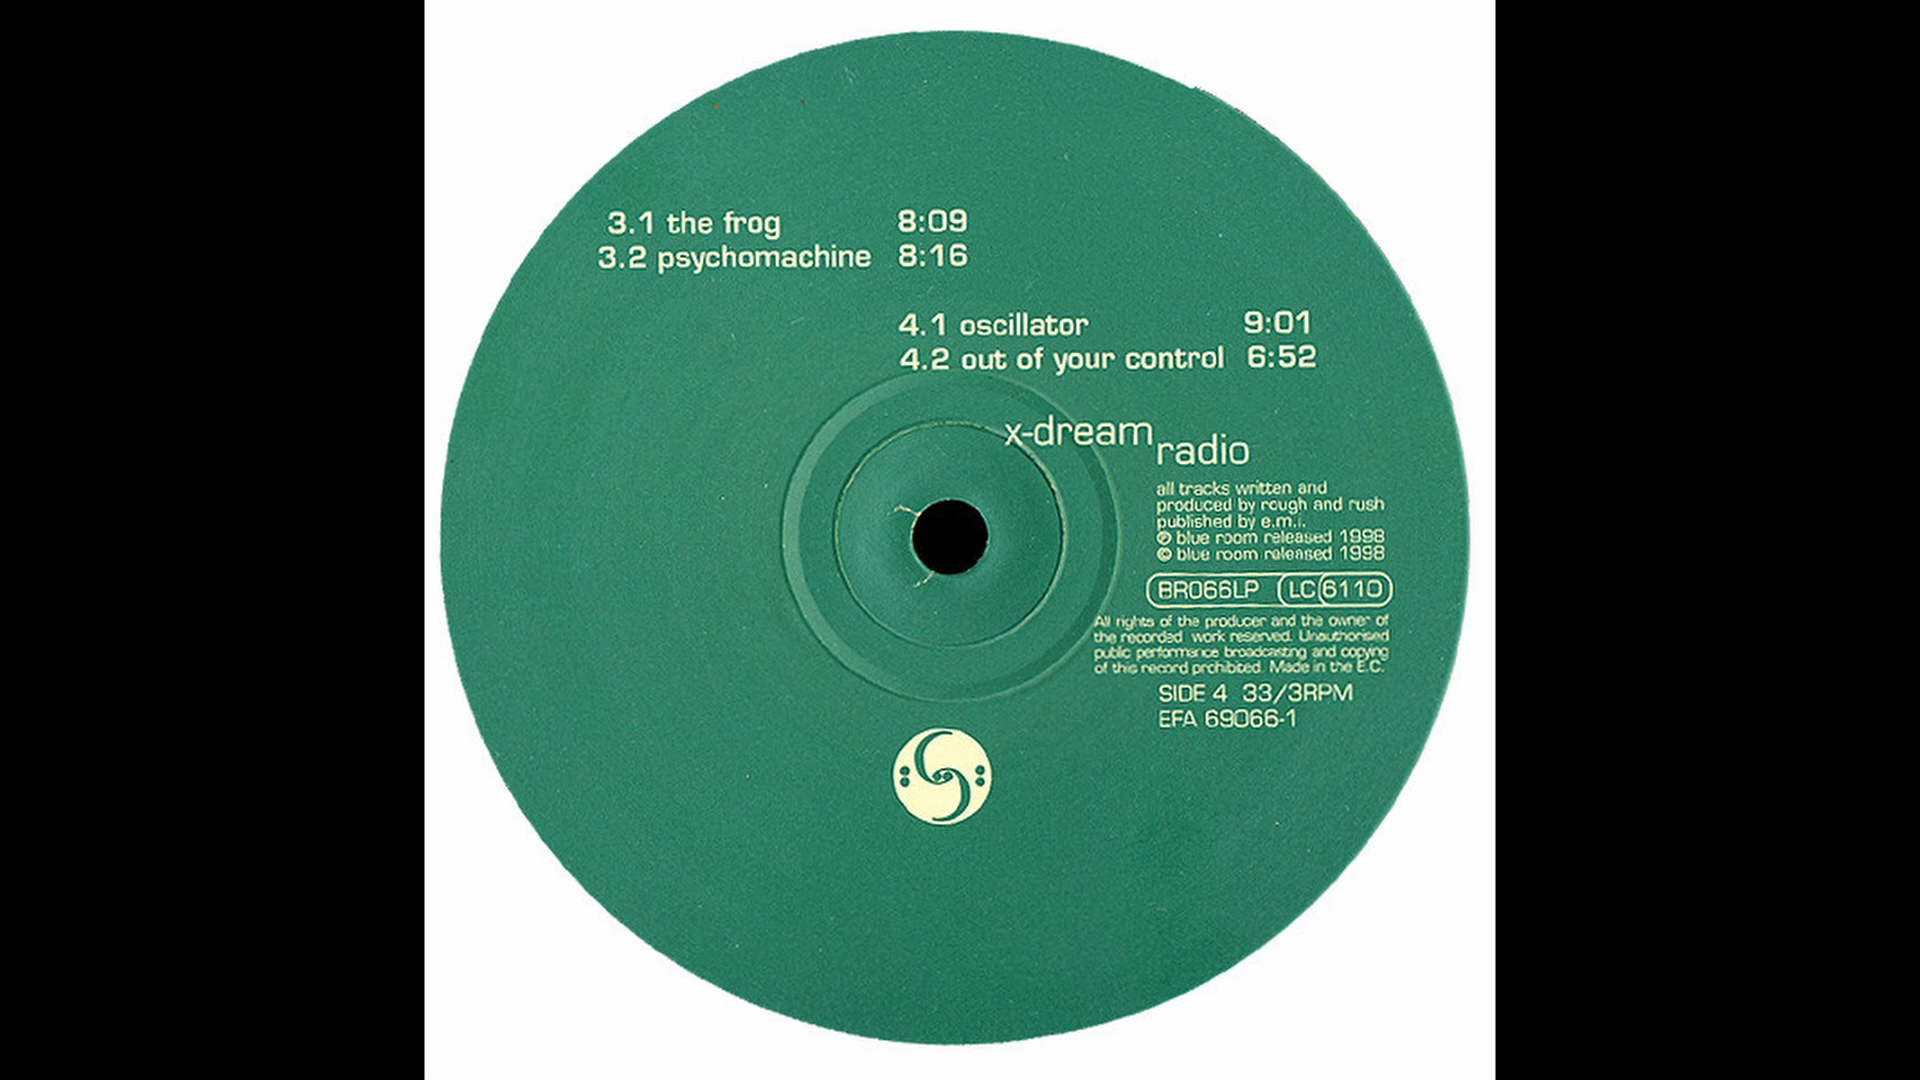 3.1 the frog 8:09
3.2 psychomachine 8:16
4.1 oscillator 9:01
4.2 out of your control 6:52
x-dream
radio
all tracks written and
produced by rough and rush
published by e.m.i.
℗ blue room released 1998
© blue room released 1998
BR066LP LC 6110
All rights of the producer and the owner of
the recorded work reserved. Unauthorised
public performance broadcasting and copying
of this record prohibited. Made in the E.C.
SIDE 4 33/3RPM
EFA 69066-1